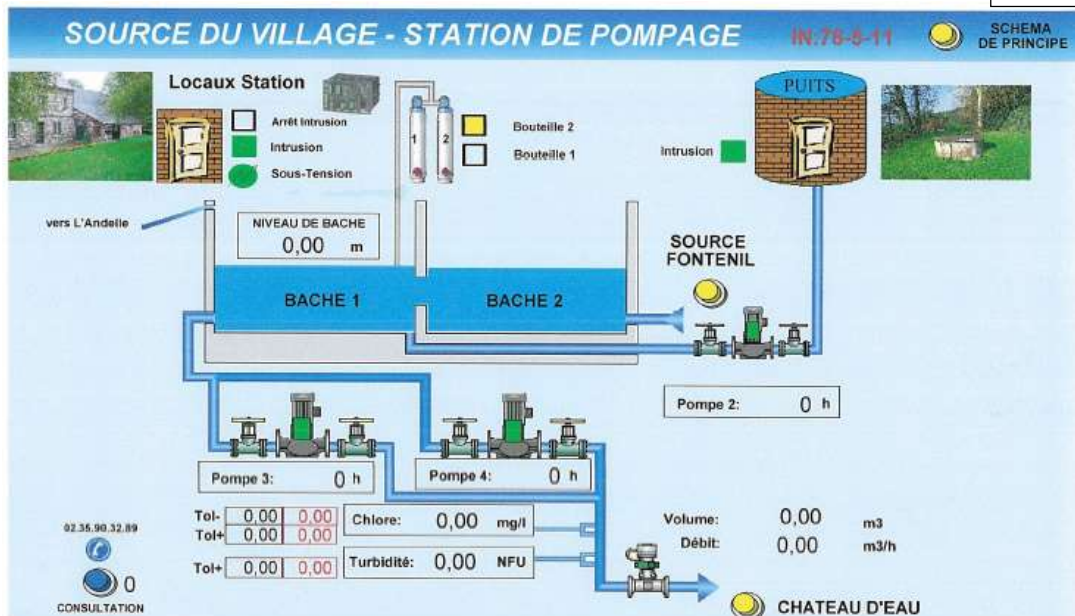 SOURCE DU VILLAGE - STATION DE POMPAGE
IN:76-5-11
SCHEMA
DE PRINCIPE
Locaux Station
Arrêt Intrusion
Intrusion
Sous-Tension
1
2
Bouteille 2
Bouteille 1
PUITS
Intrusion
vers L'Andelle
NIVEAU DE BACHE
0,00 m
SOURCE
FONTENIL
BACHE 1
BACHE 2
Pompe 2: 0 h
Pompe 3: 0 h
Pompe 4: 0 h
Tol- 0,00 0,00
Tol+ 0,00 0,00
Tol+ 0,00 0,00
Chlore: 0,00 mg/l
Turbidité: 0,00 NFU
Volume: 0,00 m3
Débit: 0,00 m3/h
02.35.90.32.89
0
CONSULTATION
CHATEAU D'EAU